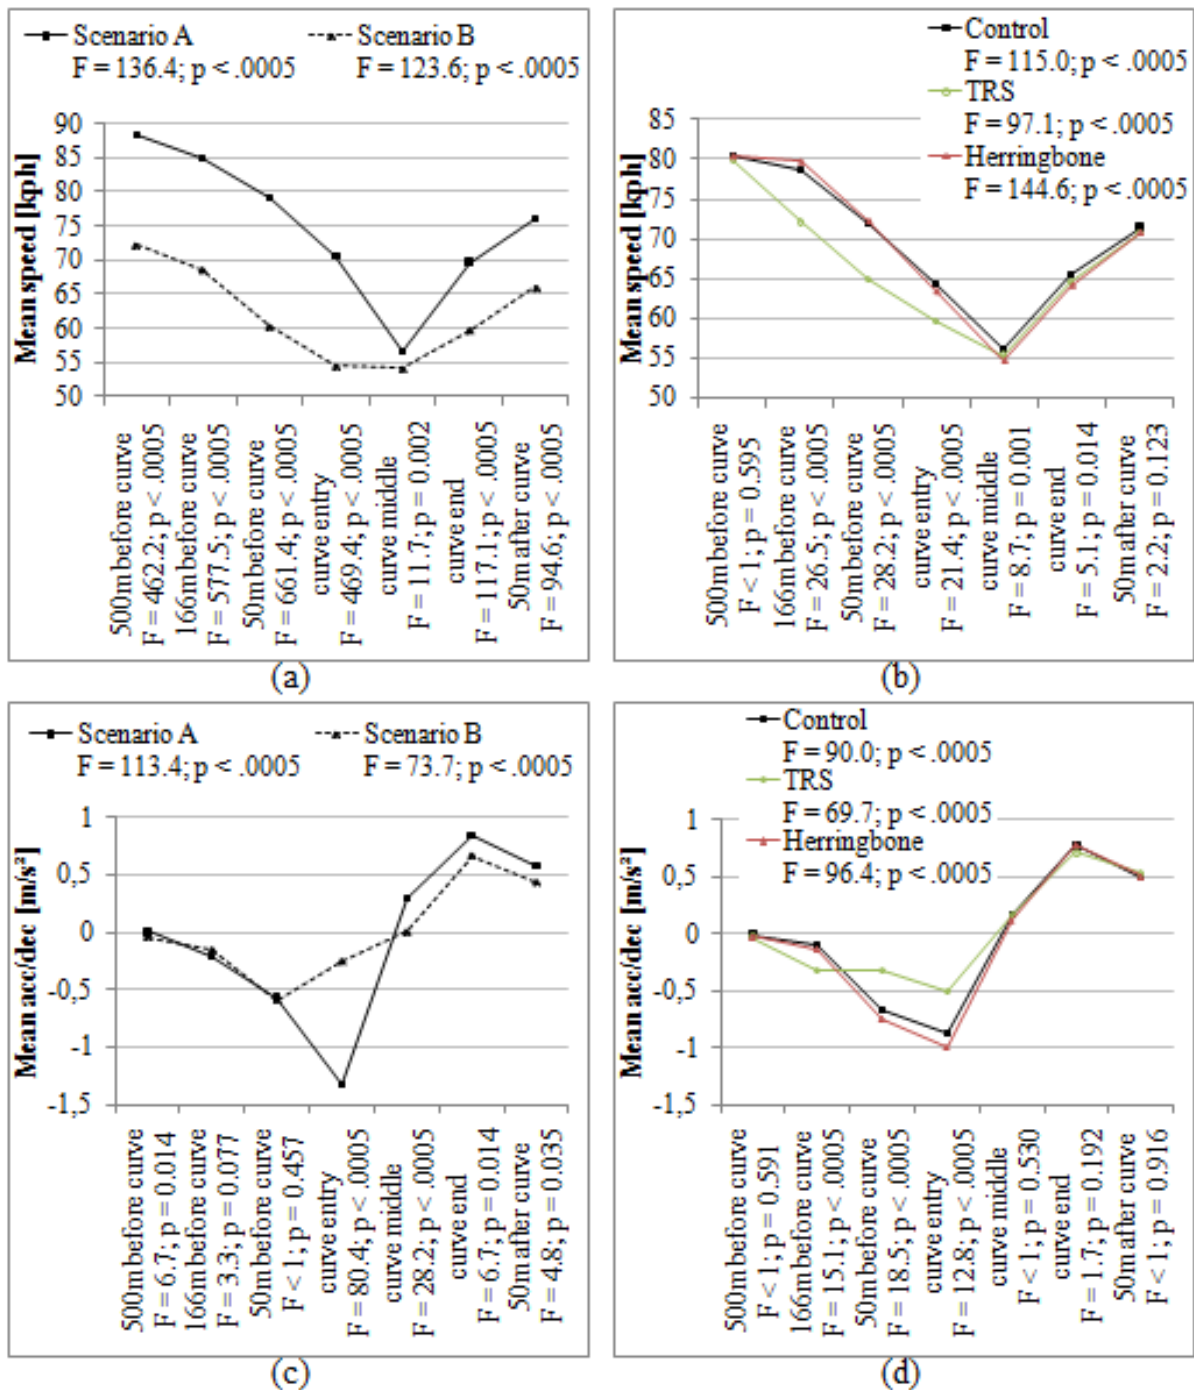 Scenario A
F = 136.4; p < .0005
Scenario B
F = 123.6; p < .0005
Mean speed [kph]
90
85
80
75
70
65
60
55
50
500m before curve
F = 462.2; p < .0005
166m before curve
F = 577.5; p < .0005
50m before curve
F = 661.4; p < .0005
curve entry
F = 469.4; p < .0005
curve middle
F = 11.7; p = 0.002
curve end
F = 117.1; p < .0005
50m after curve
F = 94.6; p < .0005
(a)
Control
F = 115.0; p < .0005
TRS
F = 97.1; p < .0005
Herringbone
F = 144.6; p < .0005
Mean speed [kph]
85
80
75
70
65
60
55
50
500m before curve
F < 1; p = 0.595
166m before curve
F = 26.5; p < .0005
50m before curve
F = 28.2; p < .0005
curve entry
F = 21.4; p < .0005
curve middle
F = 8.7; p = 0.001
curve end
F = 5.1; p = 0.014
50m after curve
F = 2.2; p = 0.123
(b)
Scenario A
F = 113.4; p < .0005
Scenario B
F = 73.7; p < .0005
Mean acc/dec [m/s²]
1
0,5
0
-0,5
-1
-1,5
500m before curve
F = 6.7; p = 0.014
166m before curve
F = 3.3; p = 0.077
50m before curve
F < 1; p = 0.457
curve entry
F = 80.4; p < .0005
curve middle
F = 28.2; p < .0005
curve end
F = 6.7; p = 0.014
50m after curve
F = 4.8; p = 0.035
(c)
Control
F = 90.0; p < .0005
TRS
F = 69.7; p < .0005
Herringbone
F = 96.4; p < .0005
Mean acc/dec [m/s²]
1
0,5
0
-0,5
-1
-1,5
500m before curve
F < 1; p = 0.591
166m before curve
F = 15.1; p < .0005
50m before curve
F = 18.5; p < .0005
curve entry
F = 12.8; p < .0005
curve middle
F < 1; p = 0.530
curve end
F = 1.7; p = 0.192
50m after curve
F < 1; p = 0.916
(d)